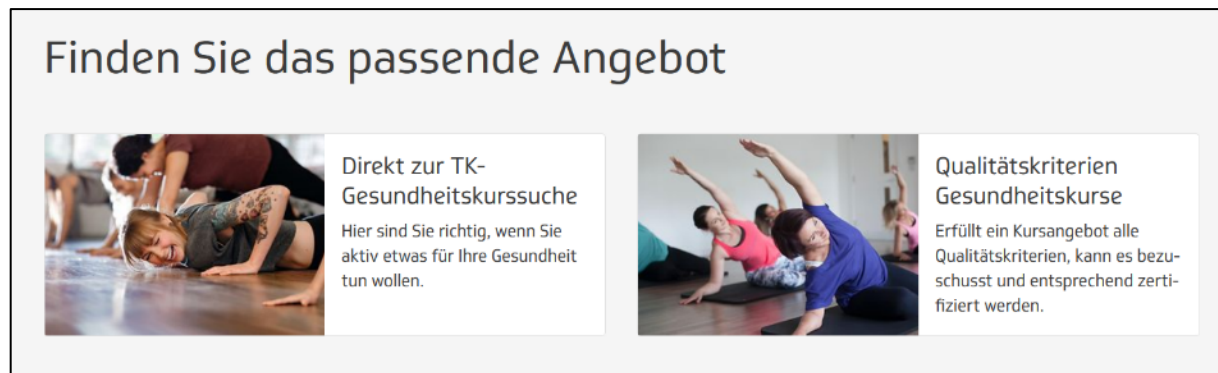 Finden Sie das passende Angebot
Direkt zur TK-
Gesundheitskurssuche
Hier sind Sie richtig, wenn Sie
aktiv etwas für Ihre Gesundheit
tun wollen.
Qualitätskriterien
Gesundheitskurse
Erfüllt ein Kursangebot alle
Qualitätskriterien, kann es bezu-
schusst und entsprechend zerti-
fiziert werden.